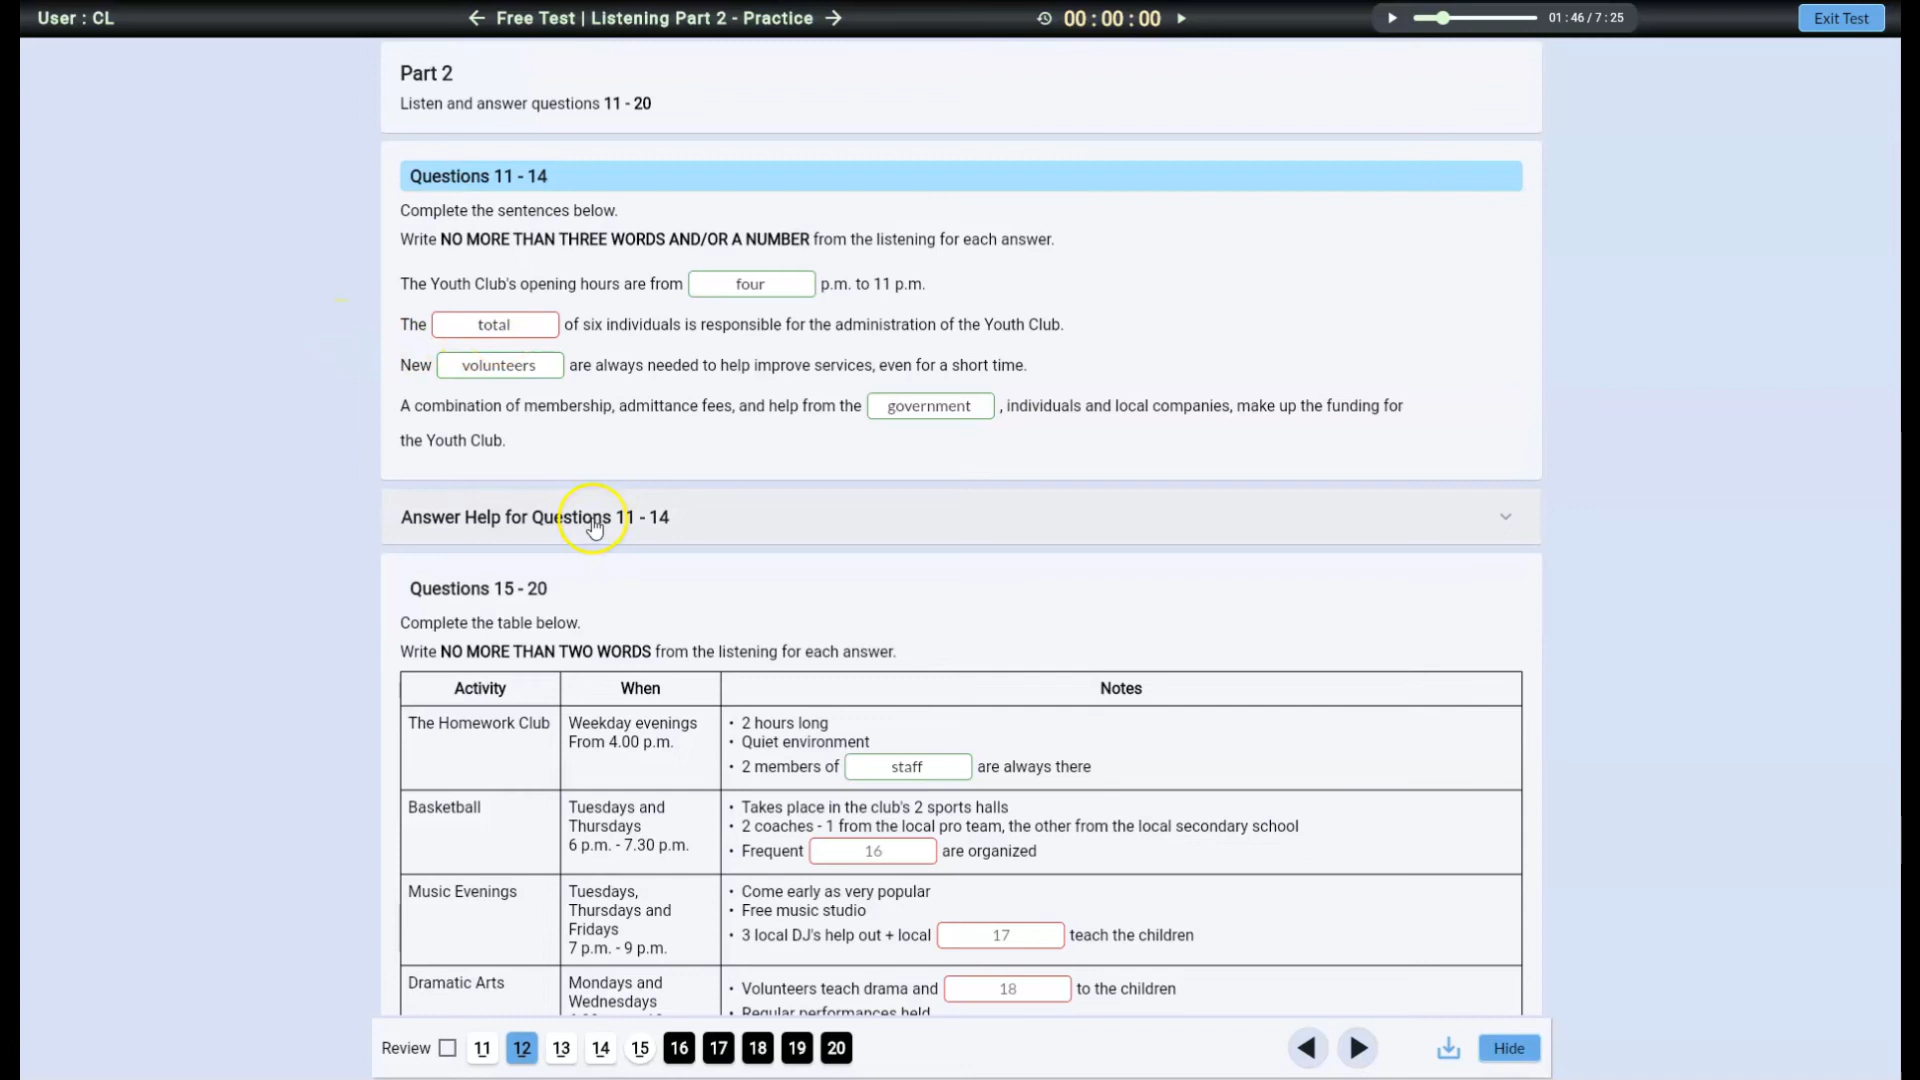 User : CL
← Free Test | Listening Part 2 - Practice →
00:00:00
01:46 / 7:25
Exit Test
Part 2
Listen and answer questions 11 - 20
Questions 11 - 14
Complete the sentences below.
Write NO MORE THAN THREE WORDS AND/OR A NUMBER from the listening for each answer.
The Youth Club's opening hours are from four p.m. to 11 p.m.
The total of six individuals is responsible for the administration of the Youth Club.
New volunteers are always needed to help improve services, even for a short time.
A combination of membership, admittance fees, and help from the government , individuals and local companies, make up the funding for
the Youth Club.
Answer Help for Questions 11 - 14
Questions 15 - 20
Complete the table below.
Write NO MORE THAN TWO WORDS from the listening for each answer.
Activity When Notes
The Homework Club
Weekday evenings
From 4.00 p.m.
• 2 hours long
• Quiet environment
• 2 members of staff are always there
Basketball
Tuesdays and
Thursdays
6 p.m. - 7.30 p.m.
• Takes place in the club's 2 sports halls
• 2 coaches - 1 from the local pro team, the other from the local secondary school
• Frequent 16 are organized
Music Evenings
Tuesdays,
Thursdays and
Fridays
7 p.m. - 9 p.m.
• Come early as very popular
• Free music studio
• 3 local DJ's help out + local 17 teach the children
Dramatic Arts
Mondays and
Wednesdays
• Volunteers teach drama and 18 to the children
• Regular performances held
Review 11 12 13 14 15 16 17 18 19 20
Hide